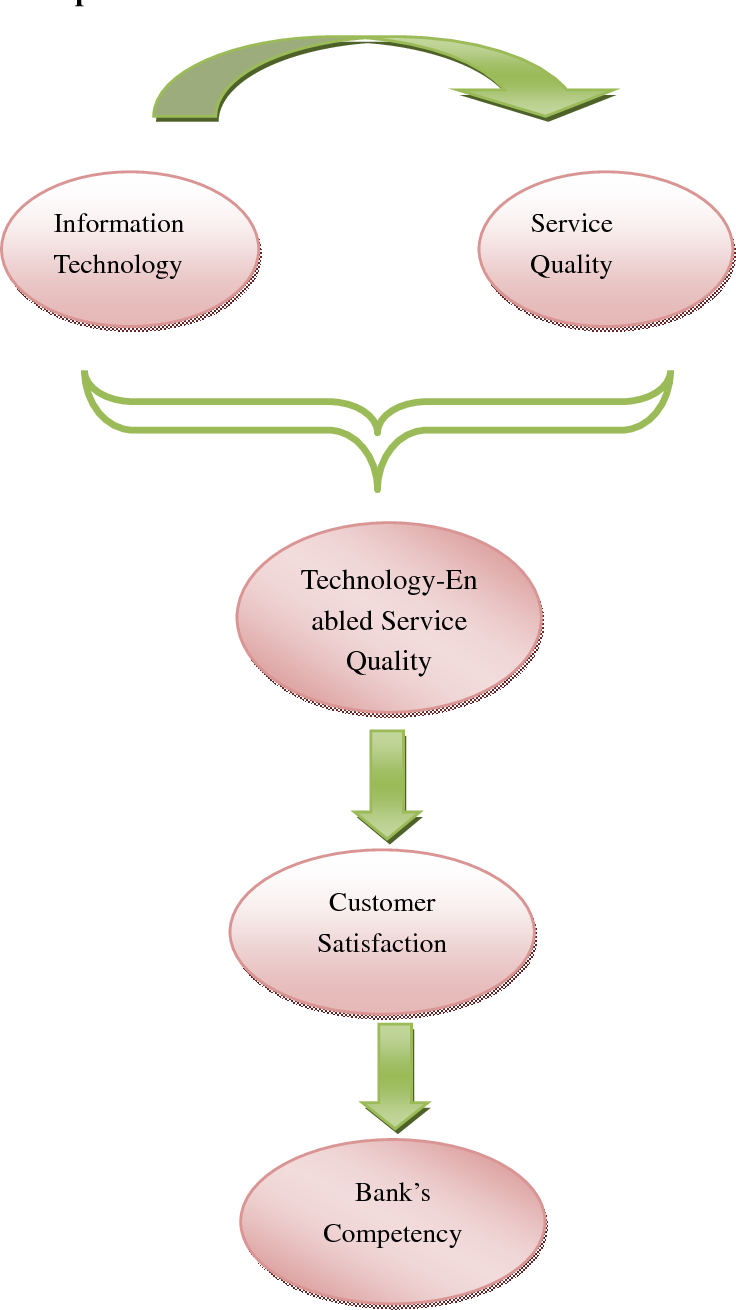 Information
Technology
Service
Quality
Technology-En
abled Service
Quality
Customer
Satisfaction
Bank’s
Competency